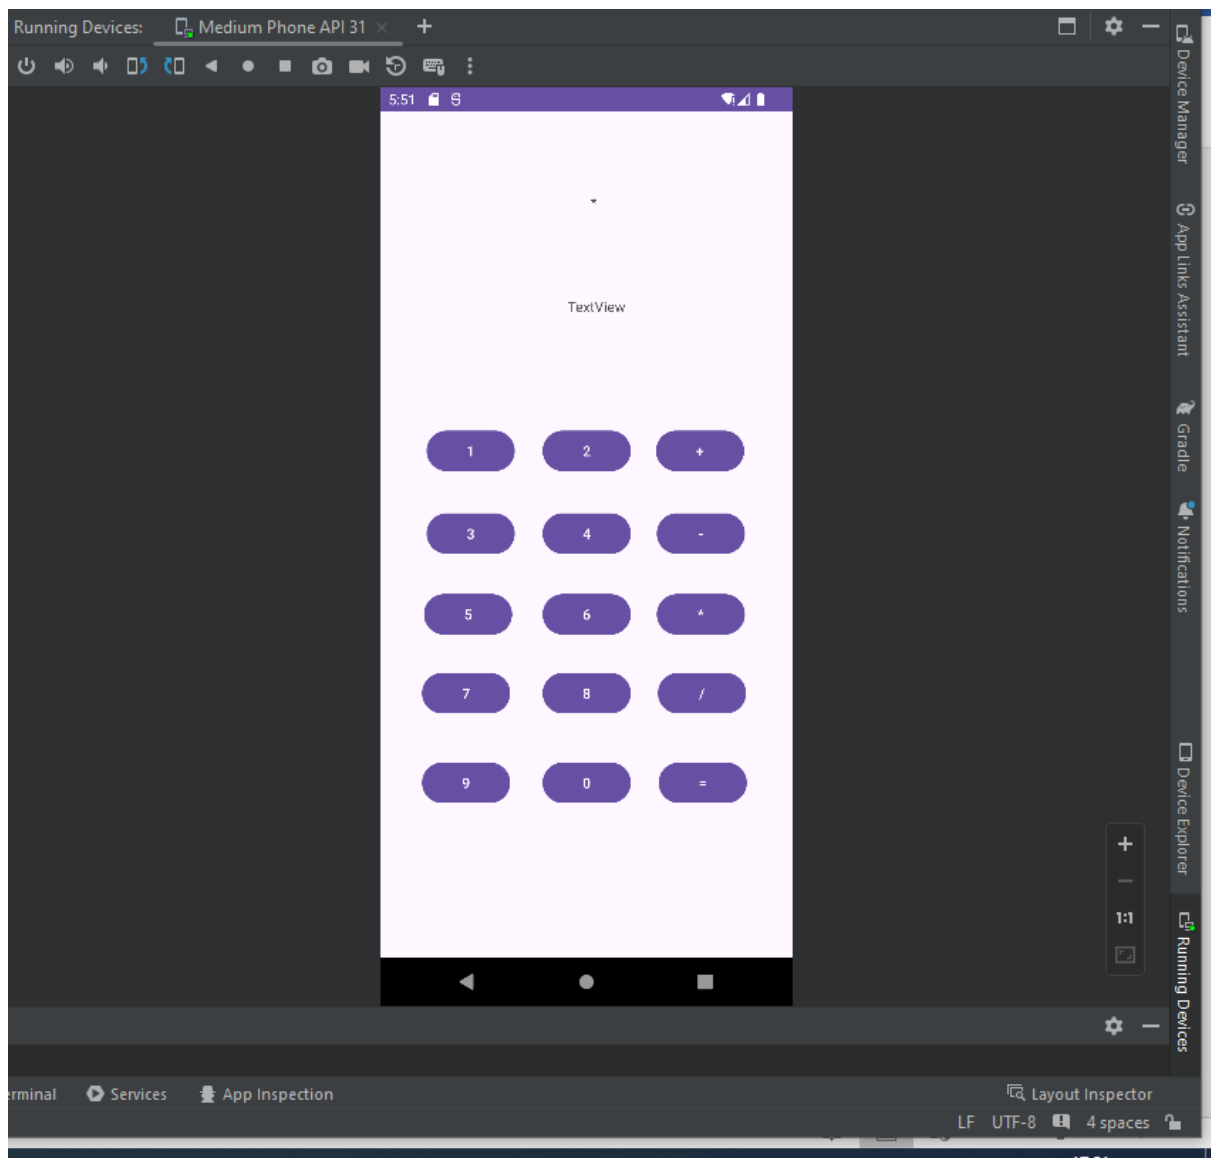 Running Devices: Medium Phone API 31
5:51
*
TextView
1 2 +
3 4 -
5 6 *
7 8 /
9 0 =
1:1
Device Manager
App Links Assistant
Gradle
Notifications
Device Explorer
Running Devices
erminal Services App Inspection Layout Inspector
LF UTF-8 4 spaces